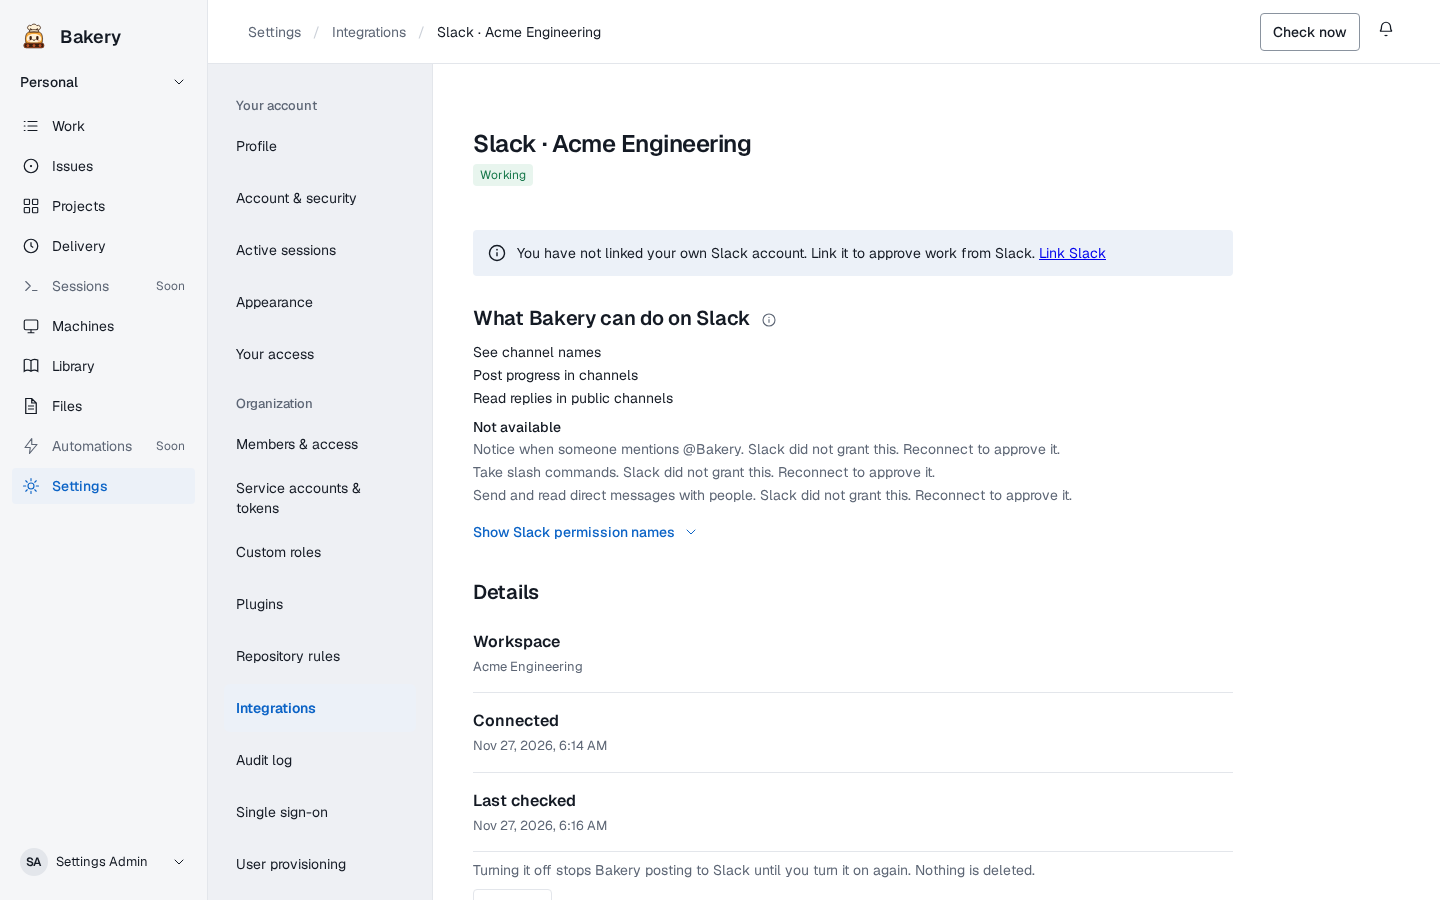 Bakery
Personal
Work
Issues
Projects
Delivery
Sessions Soon
Machines
Library
Files
Automations Soon
Settings
SA Settings Admin
Settings / Integrations / Slack · Acme Engineering
Check now
Your account
Profile
Account & security
Active sessions
Appearance
Your access
Organization
Members & access
Service accounts &
tokens
Custom roles
Plugins
Repository rules
Integrations
Audit log
Single sign-on
User provisioning
Slack · Acme Engineering
Working
You have not linked your own Slack account. Link it to approve work from Slack. Link Slack
What Bakery can do on Slack
See channel names
Post progress in channels
Read replies in public channels
Not available
Notice when someone mentions @Bakery. Slack did not grant this. Reconnect to approve it.
Take slash commands. Slack did not grant this. Reconnect to approve it.
Send and read direct messages with people. Slack did not grant this. Reconnect to approve it.
Show Slack permission names
Details
Workspace
Acme Engineering
Connected
Nov 27, 2026, 6:14 AM
Last checked
Nov 27, 2026, 6:16 AM
Turning it off stops Bakery posting to Slack until you turn it on again. Nothing is deleted.